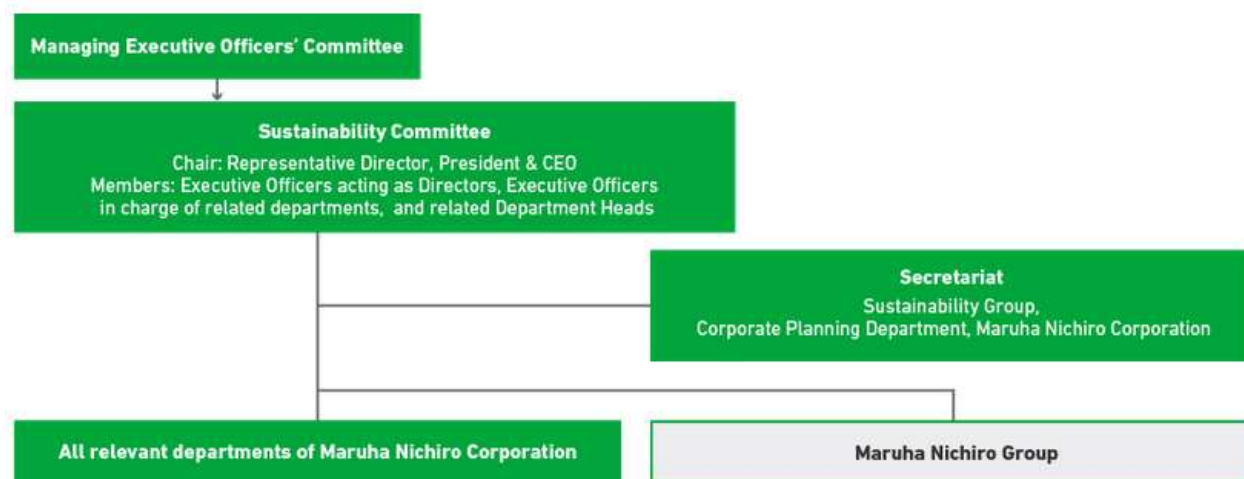 Managing Executive Officers' Committee
Sustainability Committee
Chair: Representative Director, President & CEO
Members: Executive Officers acting as Directors, Executive Officers
in charge of related departments, and related Department Heads
Secretariat
Sustainability Group,
Corporate Planning Department, Maruha Nichiro Corporation
All relevant departments of Maruha Nichiro Corporation
Maruha Nichiro Group